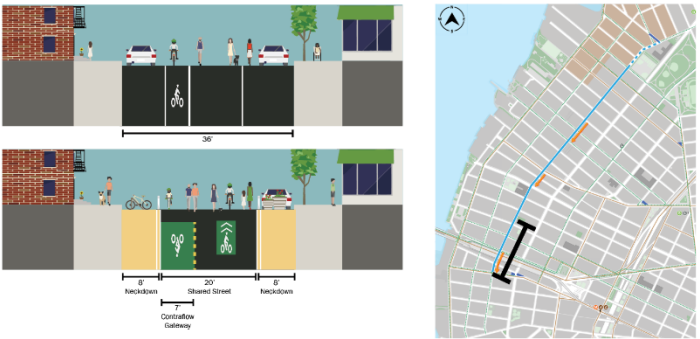 36'
8'
Neckdown
20'
Shared Street
8'
Neckdown
7'
Contraflow
Gateway